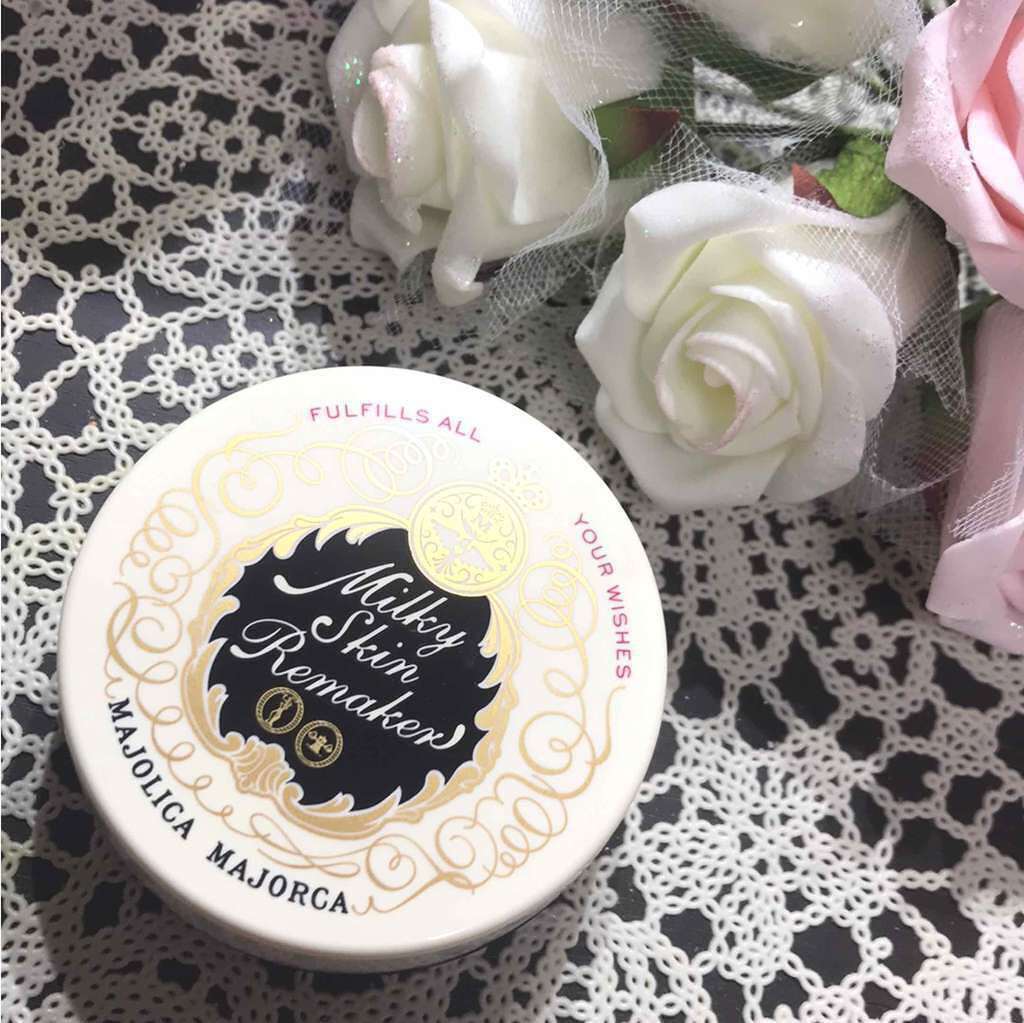 FULFILLS ALL
YOUR WISHES
M
Milky
Skin
Remaker
MAJOLICA MAJORCA